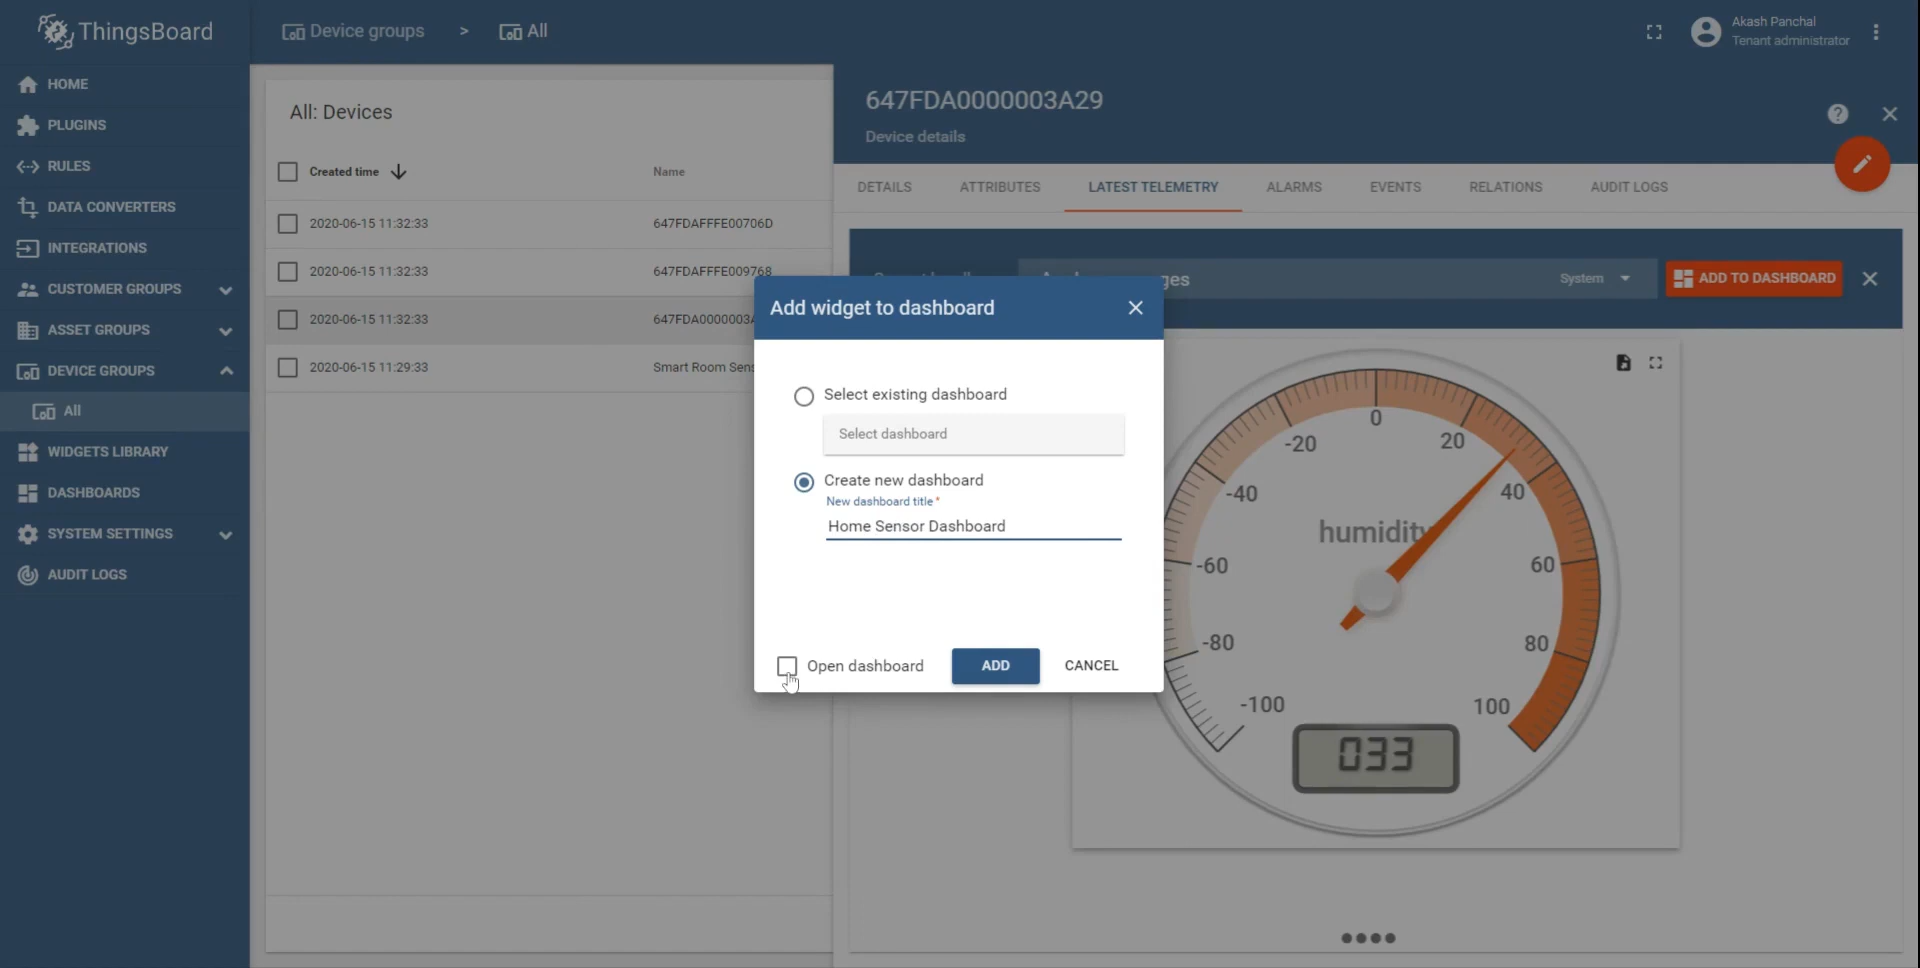 ThingsBoard
Device groups > All
Akash Panchal
Tenant administrator
HOME
PLUGINS
RULES
DATA CONVERTERS
INTEGRATIONS
CUSTOMER GROUPS
ASSET GROUPS
DEVICE GROUPS
All
WIDGETS LIBRARY
DASHBOARDS
SYSTEM SETTINGS
AUDIT LOGS
All: Devices
Created time Name
2020-06-15 11:32:33 647FDAFFFE00706D
2020-06-15 11:32:33 647FDAFFFE009768
2020-06-15 11:32:33 647FDA0000003A
2020-06-15 11:29:33 Smart Room Sens
647FDA0000003A29
Device details
DETAILS ATTRIBUTES LATEST TELEMETRY ALARMS EVENTS RELATIONS AUDIT LOGS
System
ADD TO DASHBOARD
Add widget to dashboard
Select existing dashboard
Select dashboard
Create new dashboard
New dashboard title *
Home Sensor Dashboard
Open dashboard
ADD
CANCEL
humidity
-100
-80
-60
-40
-20
0
20
40
60
80
100
033